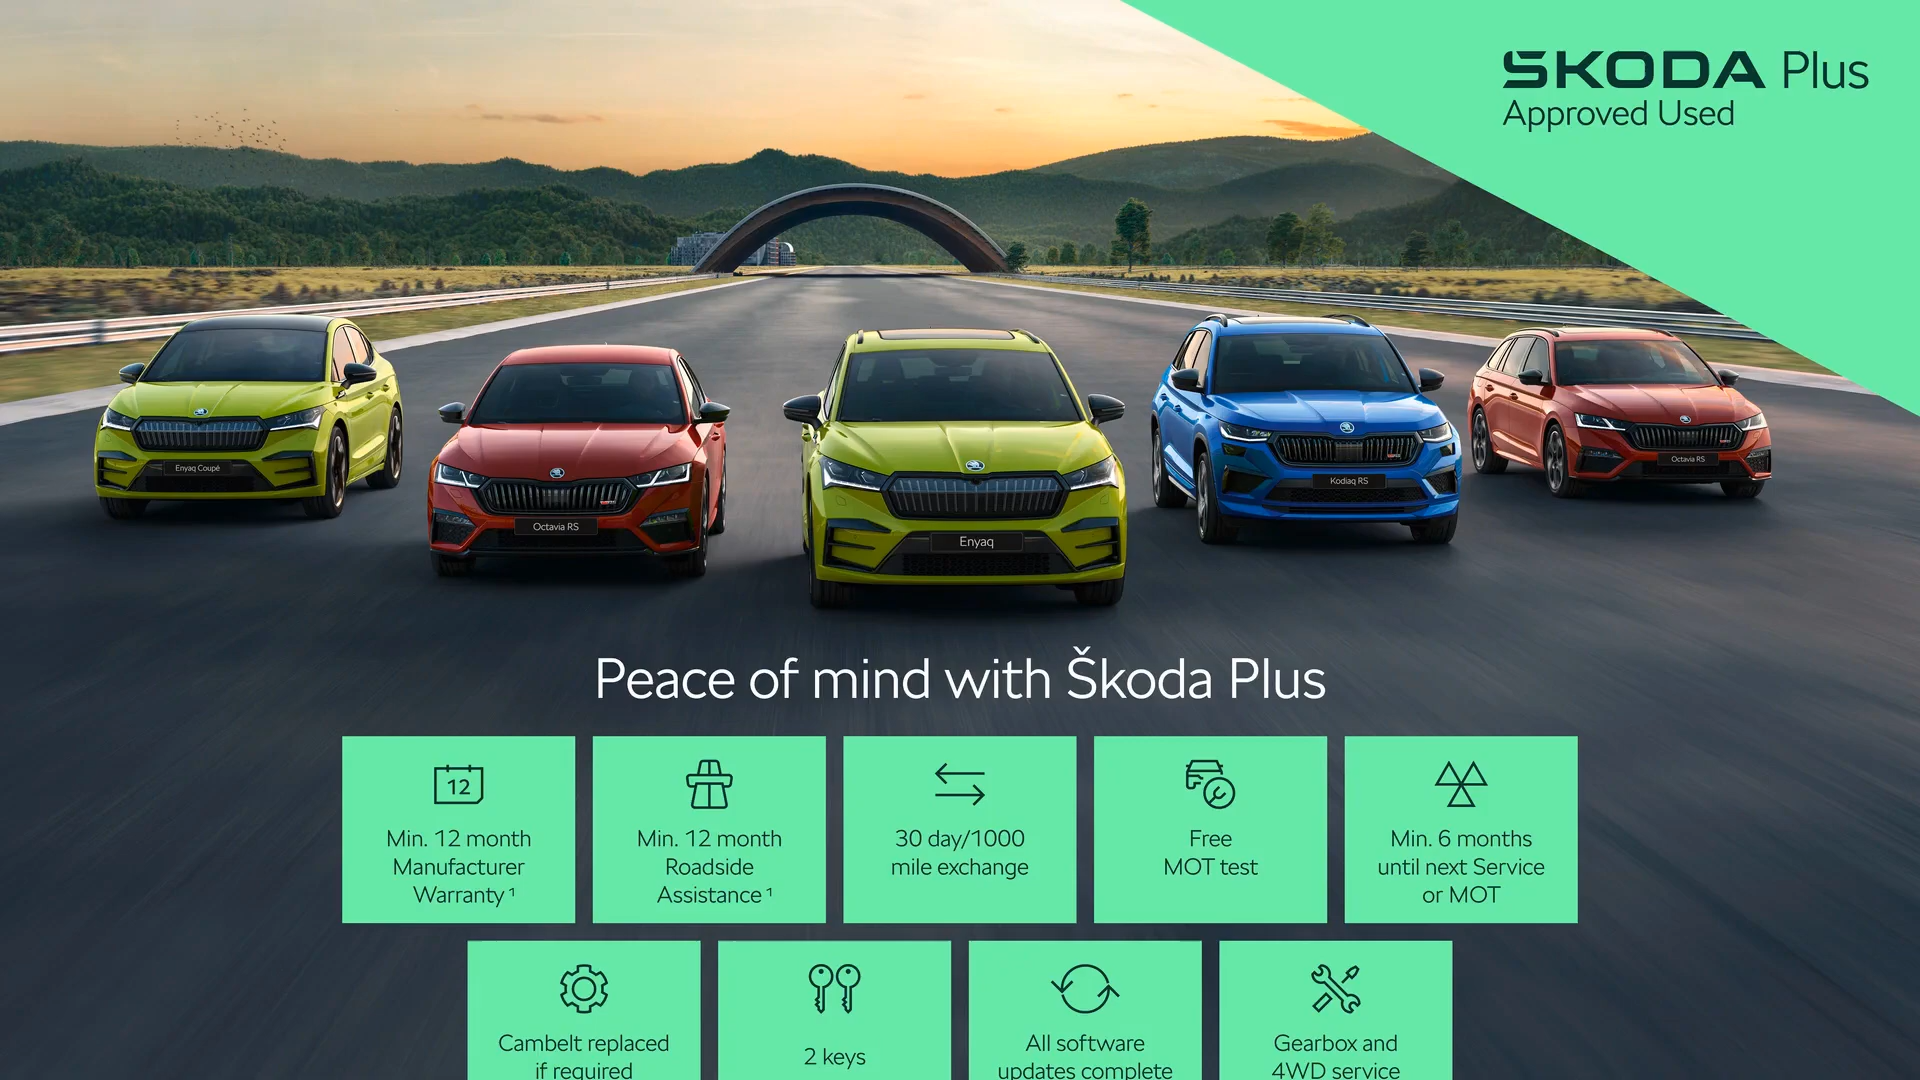 ŠKODA Plus
Approved Used
Enyaq Coupé
Octavia RS
Enyaq
Kodiaq RS
Octavia RS
Peace of mind with Škoda Plus
12
Min. 12 month
Manufacturer
Warranty ¹
Min. 12 month
Roadside
Assistance ¹
30 day/1000
mile exchange
Free
MOT test
Min. 6 months
until next Service
or MOT
Cambelt replaced
if required
2 keys
All software
updates complete
Gearbox and
4WD service